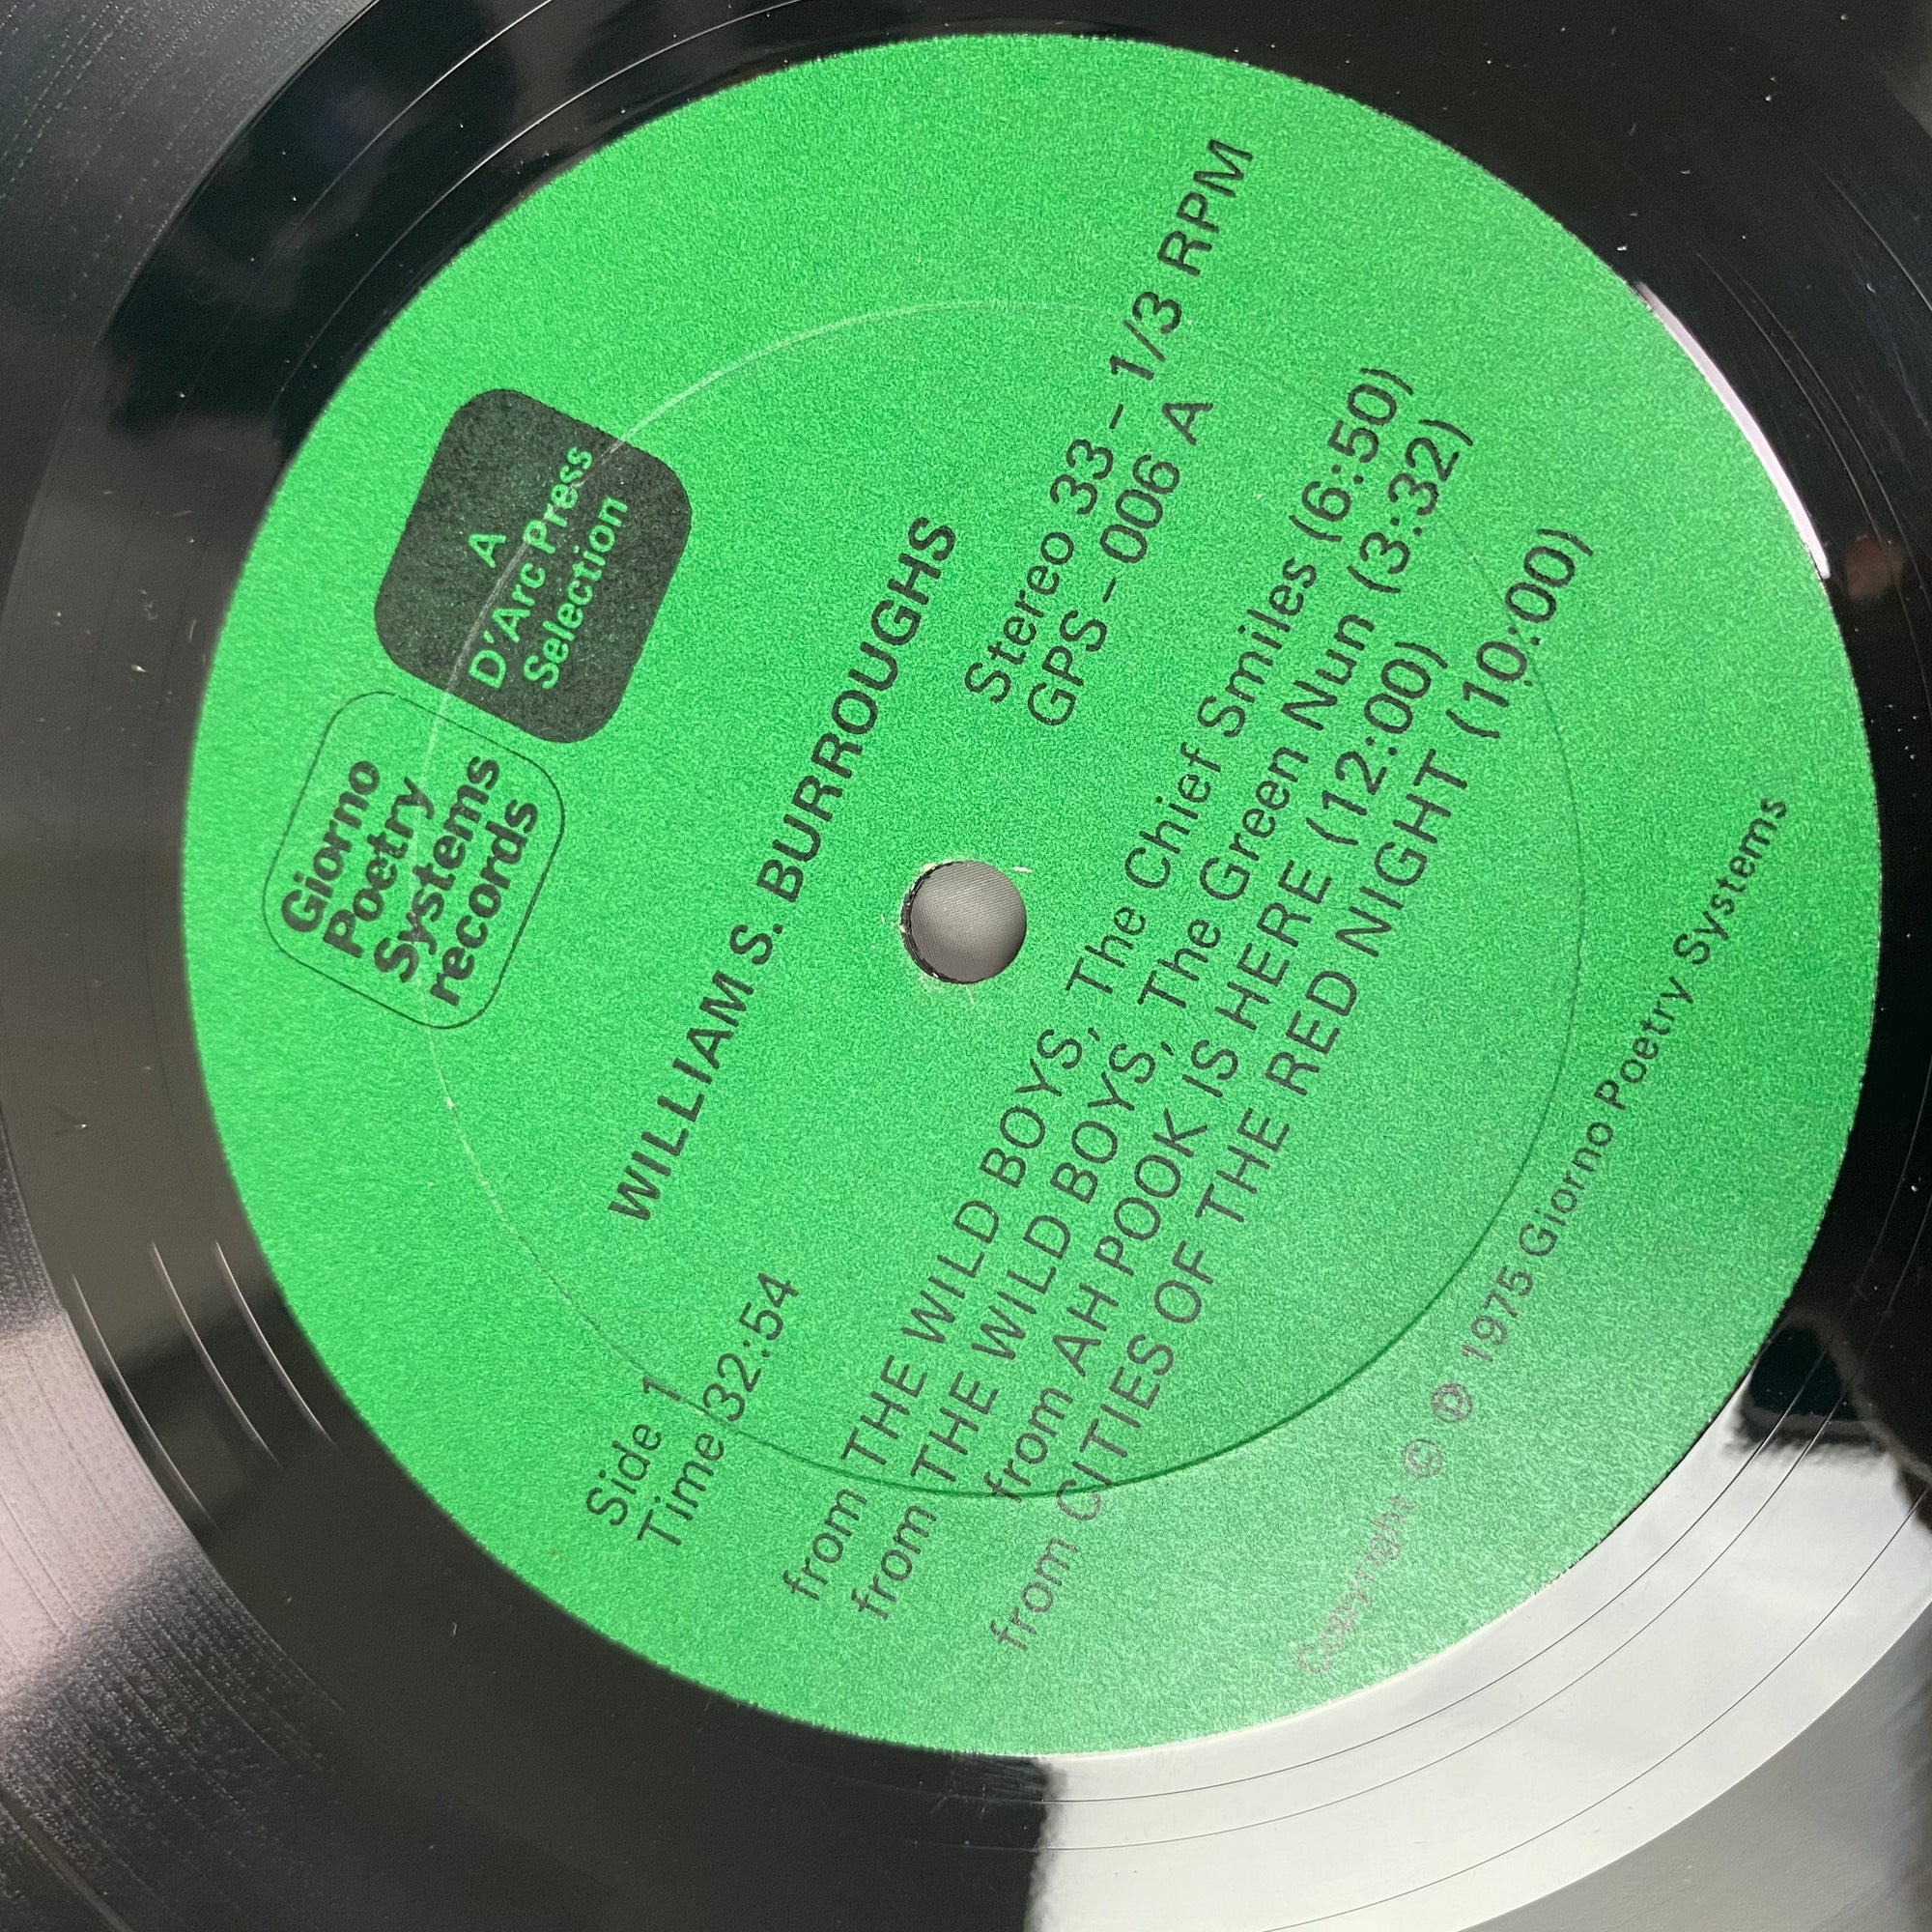 Giorno
Poetry
Systems
records
A
D'Arc Press
Selection
WILLIAM S. BURROUGHS
Side 1
Time 32:54
Stereo 33 – 1/3 RPM
GPS – 006 A
from THE WILD BOYS, The Chief Smiles (6:50)
from THE WILD BOYS, The Green Nun (3:32)
from AH POOK IS HERE (12:00)
from CITIES OF THE RED NIGHT (10:00)
Copyright © ℗ 1975 Giorno Poetry Systems